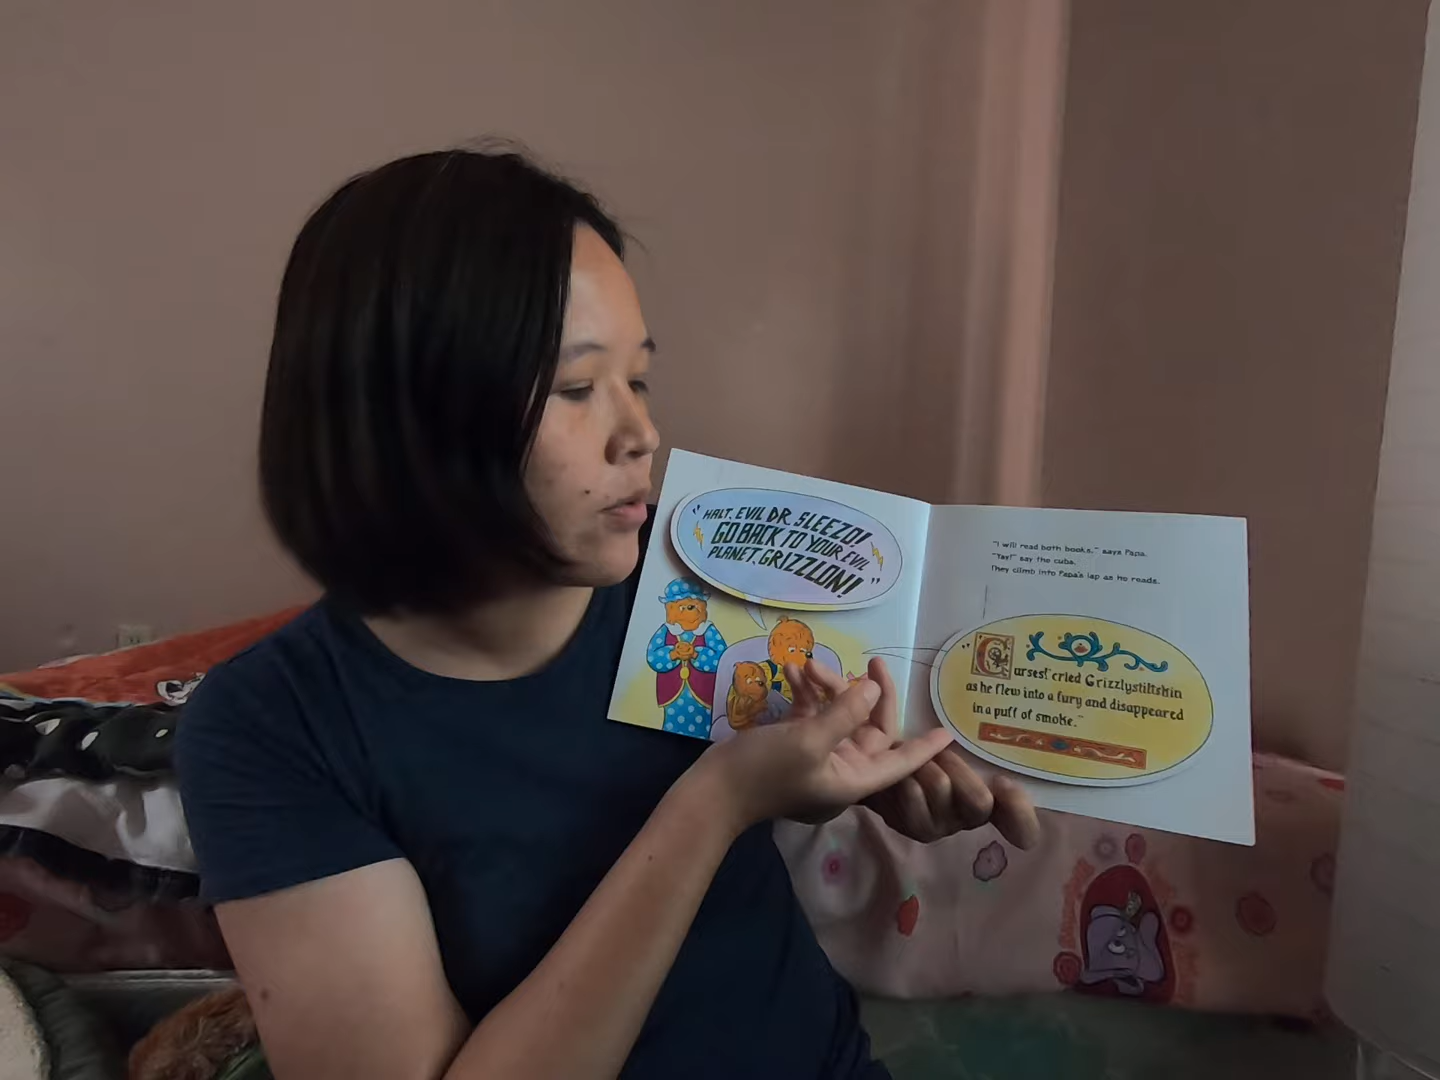 "HALT, EVIL DR. SLEEZO!
GO BACK TO YOUR EVIL
PLANET, GRIZZLON!"
"I will read both books," says Papa.
"Yay!" say the cubs.
They climb into Papa's lap as he reads.
"Curses!' cried Grizzlystiltskin
as he flew into a fury and disappeared
in a puff of smoke."